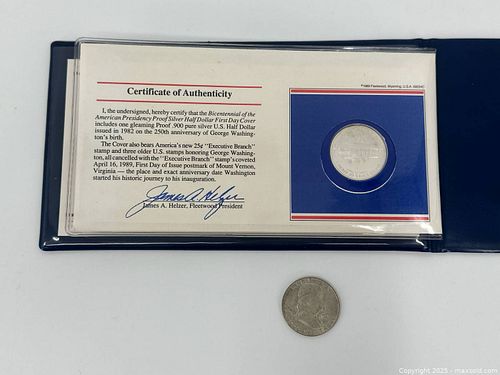 Certificate of Authenticity
I, the undersigned, hereby certify that the Bicentennial of the
American Presidency Proof Silver Half Dollar First Day Cover
includes one gleaming Proof .900 pure silver U.S. Half Dollar
issued in 1982 on the 250th anniversary of George Washing-
ton's birth.
The Cover also bears America's new 25¢ "Executive Branch"
stamp and three older U.S. stamps honoring George Washing-
ton, all cancelled with the "Executive Branch" stamp's coveted
April 16, 1989, First Day of Issue postmark of Mount Vernon,
Virginia — the place and exact anniversary date Washington
started his historic journey to his inauguration.
James A. Helzer
James A. Helzer, Fleetwood President
©1989 Fleetwood, Wyoming, U.S.A.
Copyright 2025 - maxsold.com